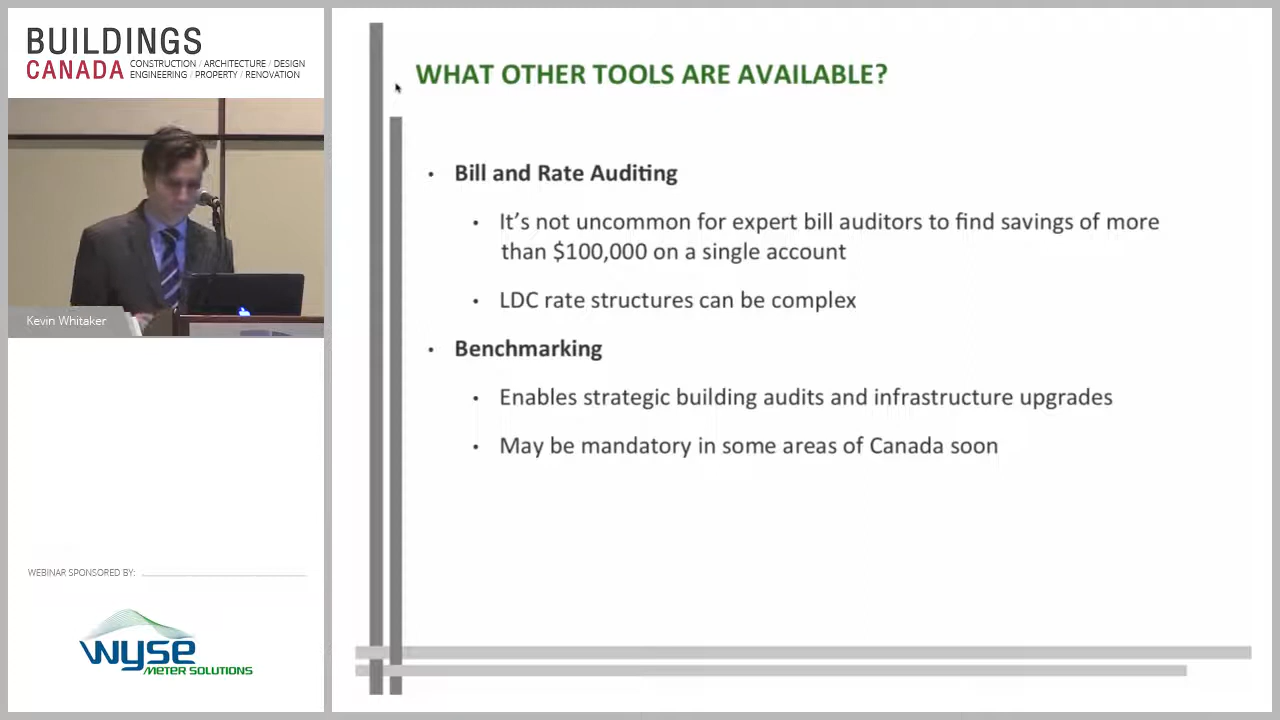 BUILDINGS
CANADA CONSTRUCTION / ARCHITECTURE / DESIGN
ENGINEERING / PROPERTY / RENOVATION
Kevin Whitaker
WEBINAR SPONSORED BY:
wyse
METER SOLUTIONS
WHAT OTHER TOOLS ARE AVAILABLE?
• Bill and Rate Auditing
• It’s not uncommon for expert bill auditors to find savings of more
than $100,000 on a single account
• LDC rate structures can be complex
• Benchmarking
• Enables strategic building audits and infrastructure upgrades
• May be mandatory in some areas of Canada soon